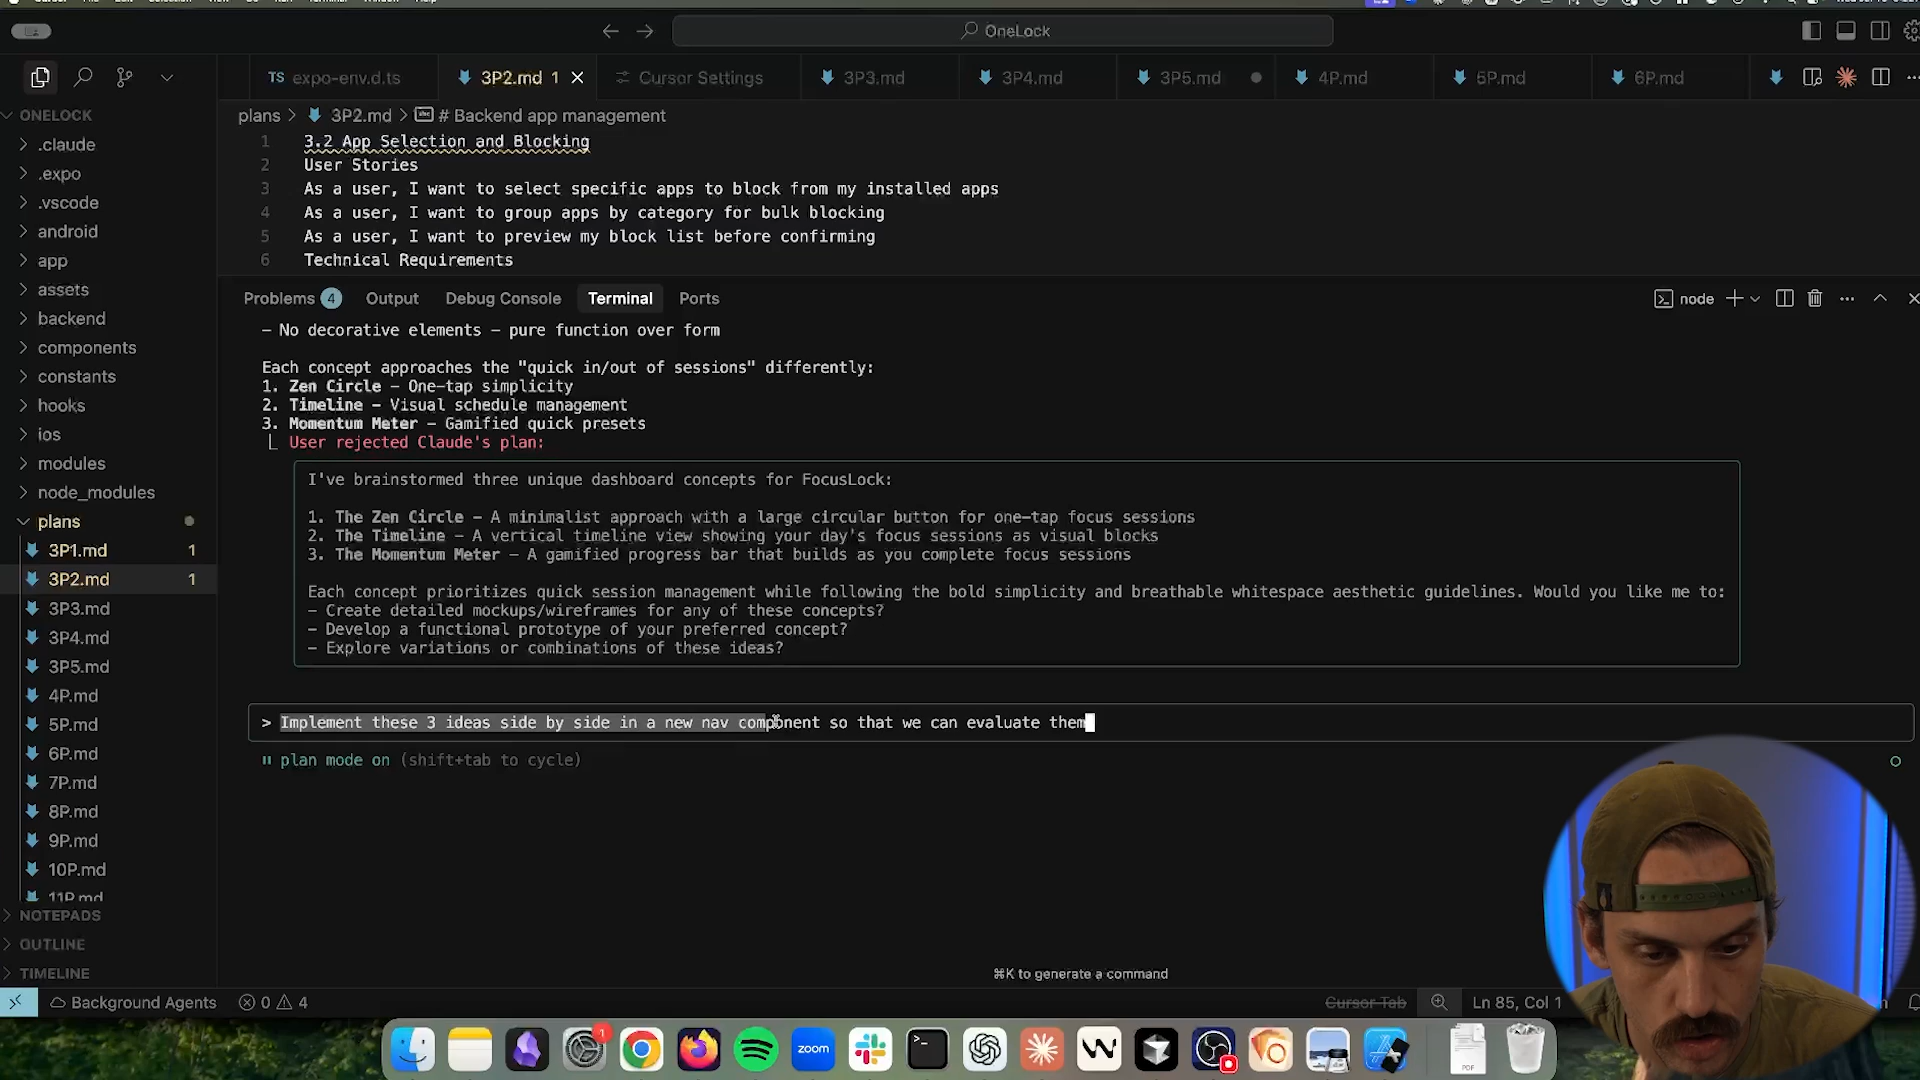 OneLock
expo-env.d.ts
3P2.md 1
Cursor Settings
3P3.md
3P4.md
3P5.md
4P.md
5P.md
6P.md
ONELOCK
.claude
.expo
.vscode
android
app
assets
backend
components
constants
hooks
ios
modules
node_modules
plans
3P1.md 1
3P2.md 1
3P3.md
3P4.md
3P5.md
4P.md
5P.md
6P.md
7P.md
8P.md
9P.md
10P.md
11P.md
NOTEPADS
OUTLINE
TIMELINE
plans > 3P2.md > # Backend app management
1 3.2 App Selection and Blocking
2 User Stories
3 As a user, I want to select specific apps to block from my installed apps
4 As a user, I want to group apps by category for bulk blocking
5 As a user, I want to preview my block list before confirming
6 Technical Requirements
Problems 4 Output Debug Console Terminal Ports
node
– No decorative elements – pure function over form
Each concept approaches the "quick in/out of sessions" differently:
1. Zen Circle – One-tap simplicity
2. Timeline – Visual schedule management
3. Momentum Meter – Gamified quick presets
User rejected Claude's plan:
I've brainstormed three unique dashboard concepts for FocusLock:
1. The Zen Circle – A minimalist approach with a large circular button for one-tap focus sessions
2. The Timeline – A vertical timeline view showing your day's focus sessions as visual blocks
3. The Momentum Meter – A gamified progress bar that builds as you complete focus sessions
Each concept prioritizes quick session management while following the bold simplicity and breathable whitespace aesthetic guidelines. Would you like me to:
– Create detailed mockups/wireframes for any of these concepts?
– Develop a functional prototype of your preferred concept?
– Explore variations or combinations of these ideas?
> Implement these 3 ideas side by side in a new nav component so that we can evaluate them
plan mode on (shift+tab to cycle)
⌘K to generate a command
Background Agents 0 4
Cursor Tab
Ln 85, Col 1
zoom
1
PDF